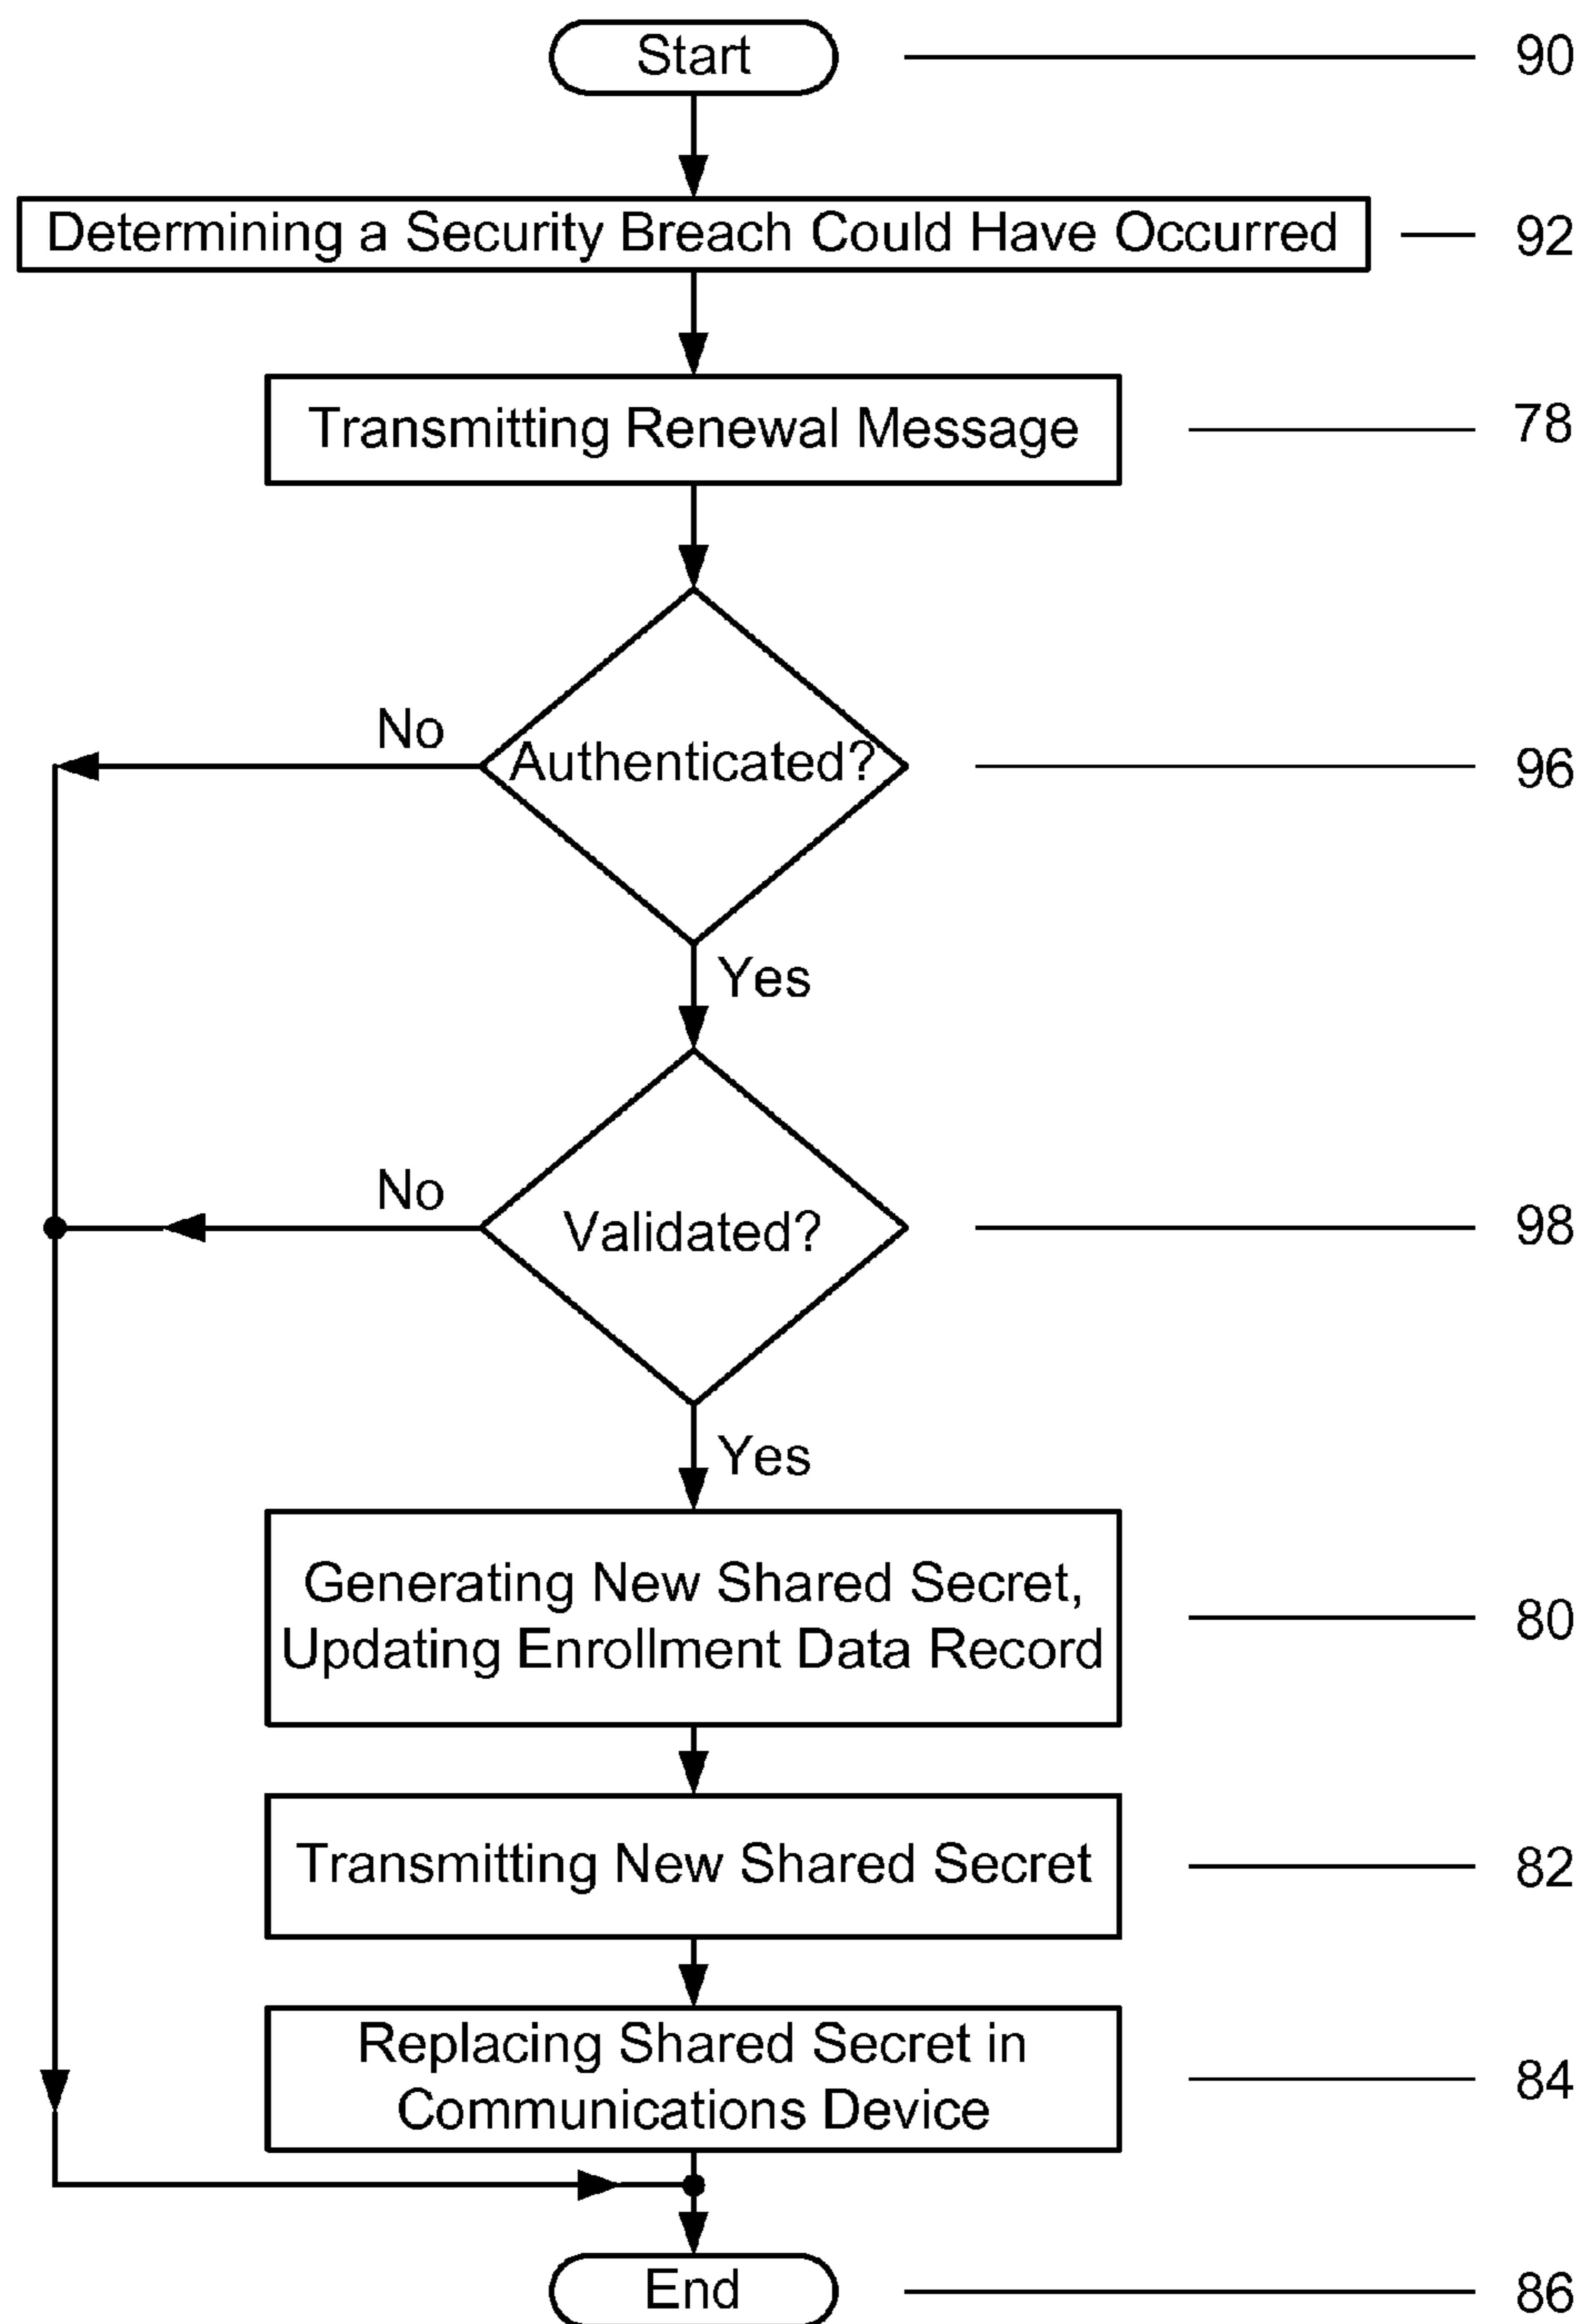 Start
90
Determining a Security Breach Could Have Occurred
92
Transmitting Renewal Message
78
No
Authenticated?
96
Yes
No
Validated?
98
Yes
Generating New Shared Secret,
Updating Enrollment Data Record
80
Transmitting New Shared Secret
82
Replacing Shared Secret in
Communications Device
84
End
86